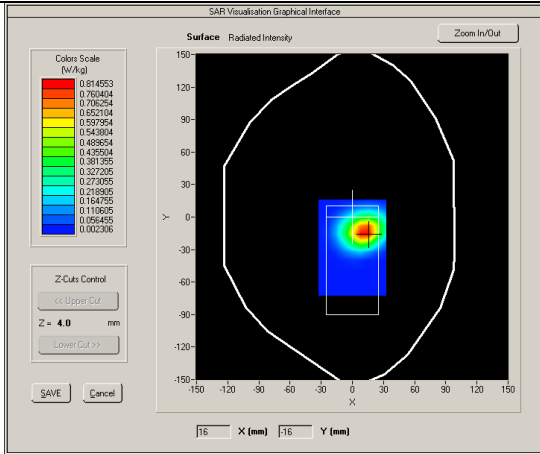 SAR Visualisation Graphical Interface
Surface Radiated Intensity
Zoom In/Out
Colors Scale
(W/kg)
0.814553
0.760404
0.706254
0.652104
0.597954
0.543804
0.489654
0.435504
0.381355
0.327205
0.273055
0.218905
0.164755
0.110605
0.056455
0.002306
150
120
90
60
30
0
-30
-60
-90
-120
-150
Y
-150 -120 -90 -60 -30 0 30 60 90 120 150
X
Z-Cuts Control
<< Upper Cut
Z = 4.0 mm
Lower Cut >>
SAVE Cancel
16 X (mm) -16 Y (mm)